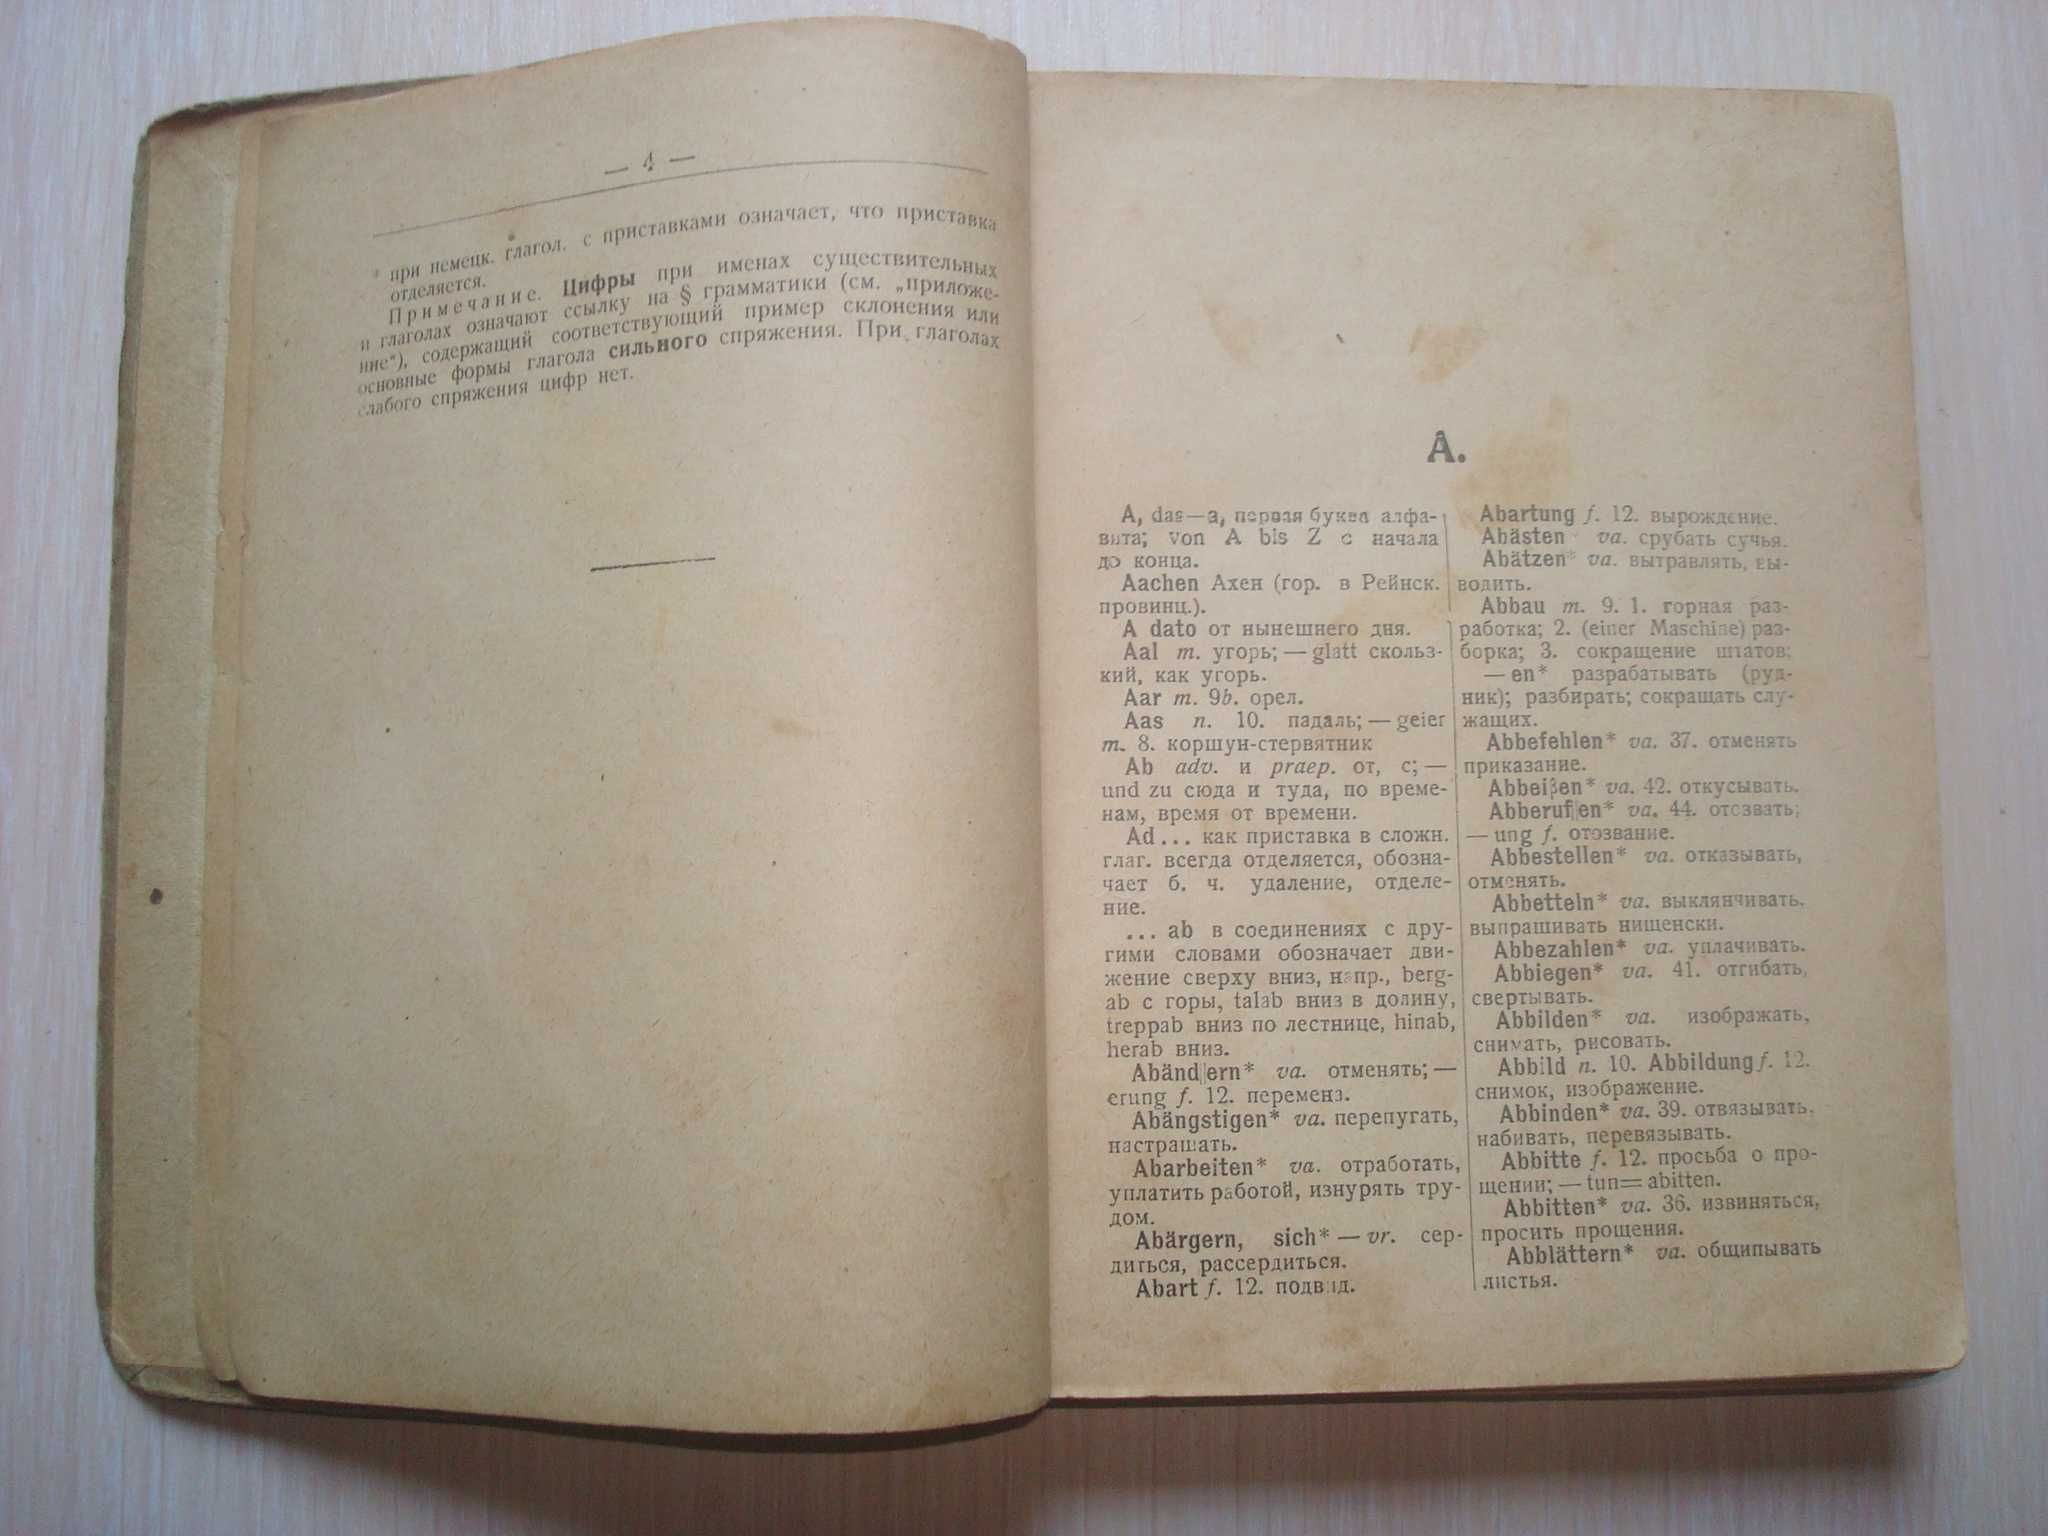 — 4 —
* при немецк. глагол. с приставками означает, что приставка
отделяется.
Примечание. Цифры при именах существительных
и глаголах означают ссылку на § грамматики (см. „приложе-
ние“), содержащий соответствующий пример склонения или
основные формы глагола сильного спряжения. При глаголах
слабого спряжения цифр нет.
A.
A, das—a, первая буква алфа-
вита; von A bis Z с начала
до конца.
Aachen Ахен (гор. в Рейнск.
провинц.).
A dato от нынешнего дня.
Aal m. угорь; — glatt скольз-
кий, как угорь.
Aar m. 9b. орел.
Aas n. 10. падаль; — geier
m. 8. коршун-стервятник
Ab adv. и praep. от, с; —
und zu сюда и туда, по време-
нам, время от времени.
Ad... как приставка в сложн.
глаг. всегда отделяется, обозна-
чает б. ч. удаление, отделе-
ние.
... ab в соединениях с дру-
гими словами обозначает дви-
жение сверху вниз, напр., berg-
ab с горы, talab вниз в долину,
treppab вниз по лестнице, hinab,
herab вниз.
Abänd||ern* va. отменять; —
erung f. 12. перемена.
Abängstigen* va. перепугать,
настращать.
Abarbeiten* va. отработать,
уплатить работой, изнурять тру-
дом.
Abärgern, sich* — vr. сер-
диться, рассердиться.
Abart f. 12. подвид.
Abartung f. 12. вырождение.
Abästen va. срубать сучья.
Abätzen* va. вытравлять, вы-
водить.
Abbau m. 9. 1. горная раз-
работка; 2. (einer Maschine) раз-
борка; 3. сокращение штатов;
— en* разрабатывать (руд-
ник); разбирать; сокращать слу-
жащих.
Abbefehlen* va. 37. отменять
приказание.
Abbeißen* va. 42. откусывать.
Abberuf||en* va. 44. отозвать;
— ung f. отозвание.
Abbestellen* va. отказывать,
отменять.
Abbetteln* va. выклянчивать,
выпрашивать нищенски.
Abbezahlen* va. уплачивать.
Abbiegen* va. 41. отгибать,
свертывать.
Abbilden* va. изображать,
снимать, рисовать.
Abbild n. 10. Abbildung f. 12.
снимок, изображение.
Abbinden* va. 39. отвязывать,
набивать, перевязывать.
Abbitte f. 12. просьба о про-
щении; — tun= abitten.
Abbitten* va. 36. извиняться,
просить прощения.
Abblättern* va. общипывать
листья.